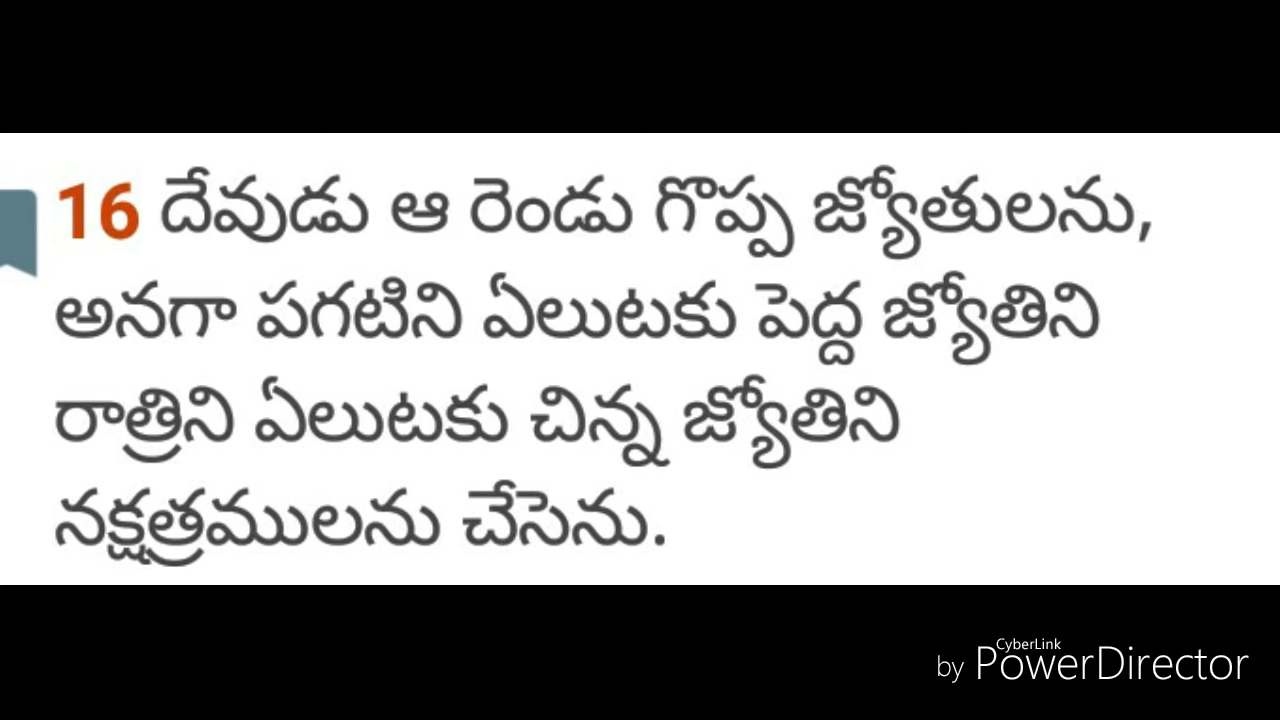 16 దేవుడు ఆ రెండు గొప్ప జ్యోతులను,
అనగా పగటిని ఏలుటకు పెద్ద జ్యోతిని
రాత్రిని ఏలుటకు చిన్న జ్యోతిని
నక్షత్రములను చేసెను.
CyberLink
by PowerDirector